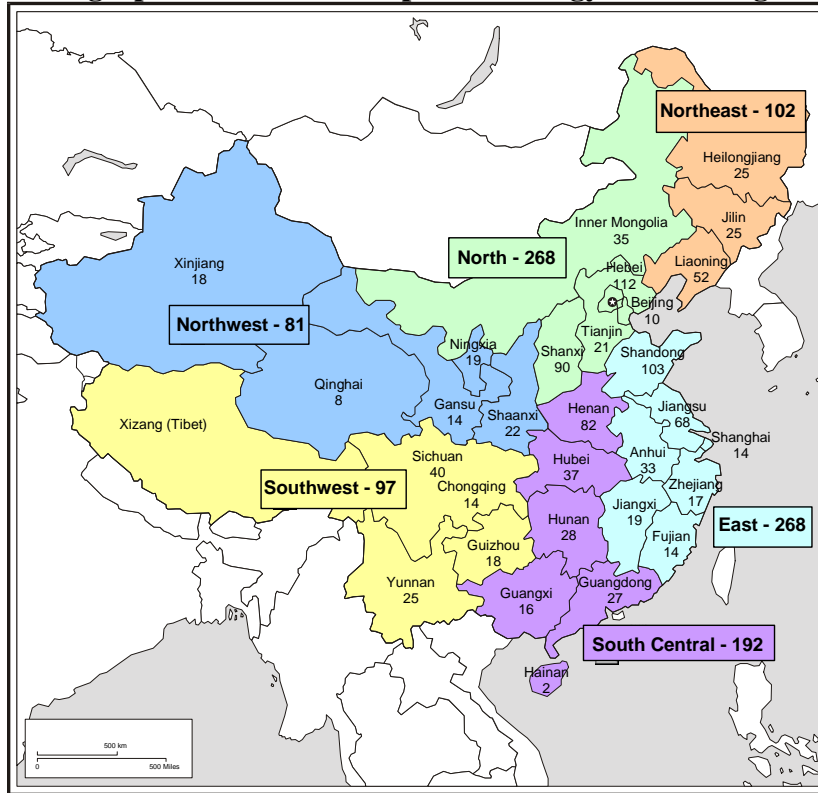 Northeast - 102
Heilongjiang
25
Jilin
25
Inner Mongolia
35
Liaoning
52
North - 268
Hebei
112
Beijing
10
Tianjin
21
Shanxi
90
Xinjiang
18
Northwest - 81
Ningxia
19
Qinghai
8
Gansu
14
Shaanxi
22
Shandong
103
Henan
82
Jiangsu
68
Shanghai
14
Anhui
33
Xizang (Tibet)
Sichuan
40
Southwest - 97
Chongqing
14
Hubei
37
Zhejiang
17
Jiangxi
19
Hunan
28
East - 268
Fujian
14
Guizhou
18
Yunnan
25
Guangxi
16
Guangdong
27
South Central - 192
Hainan
2
500 km
0
500 Miles